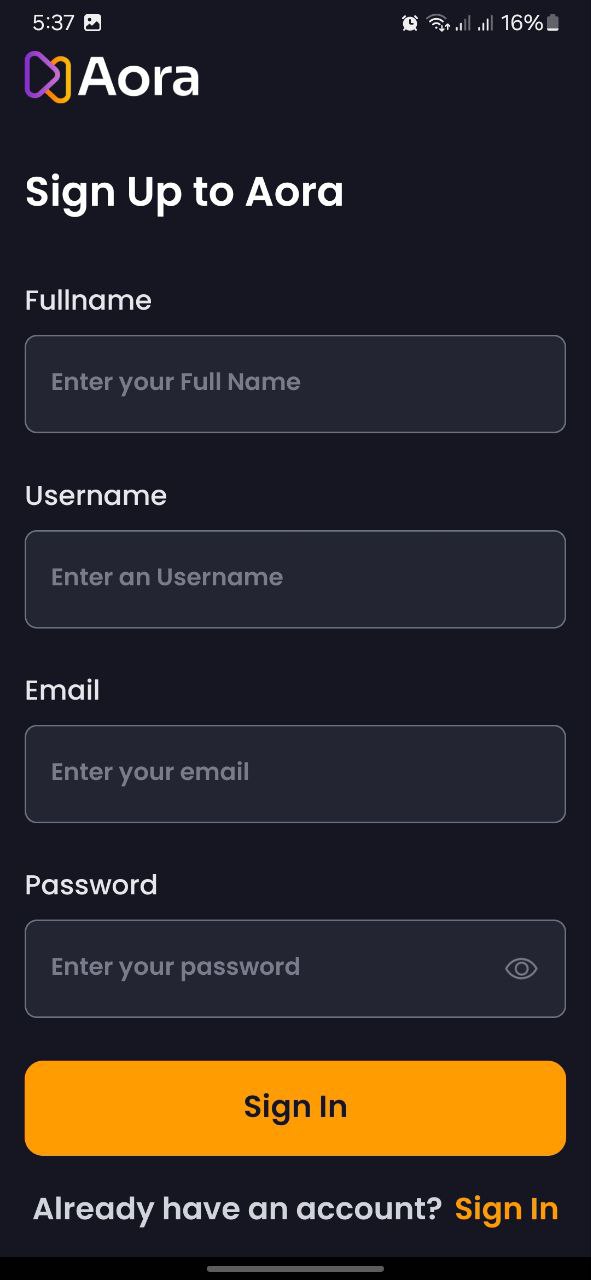 5:37 16%
Aora
Sign Up to Aora
Fullname
Enter your Full Name
Username
Enter an Username
Email
Enter your email
Password
Enter your password
Sign In
Already have an account? Sign In